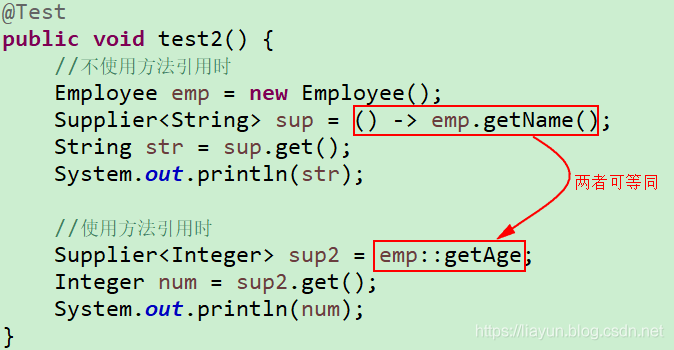 @Test
public void test2() {
//不使用方法引用时
Employee emp = new Employee();
Supplier<String> sup = () -> emp.getName();
String str = sup.get();
System.out.println(str);
两者可等同
//使用方法引用时
Supplier<Integer> sup2 = emp::getAge;
Integer num = sup2.get();
System.out.println(num);
}
https://liayun.blog.csdn.net